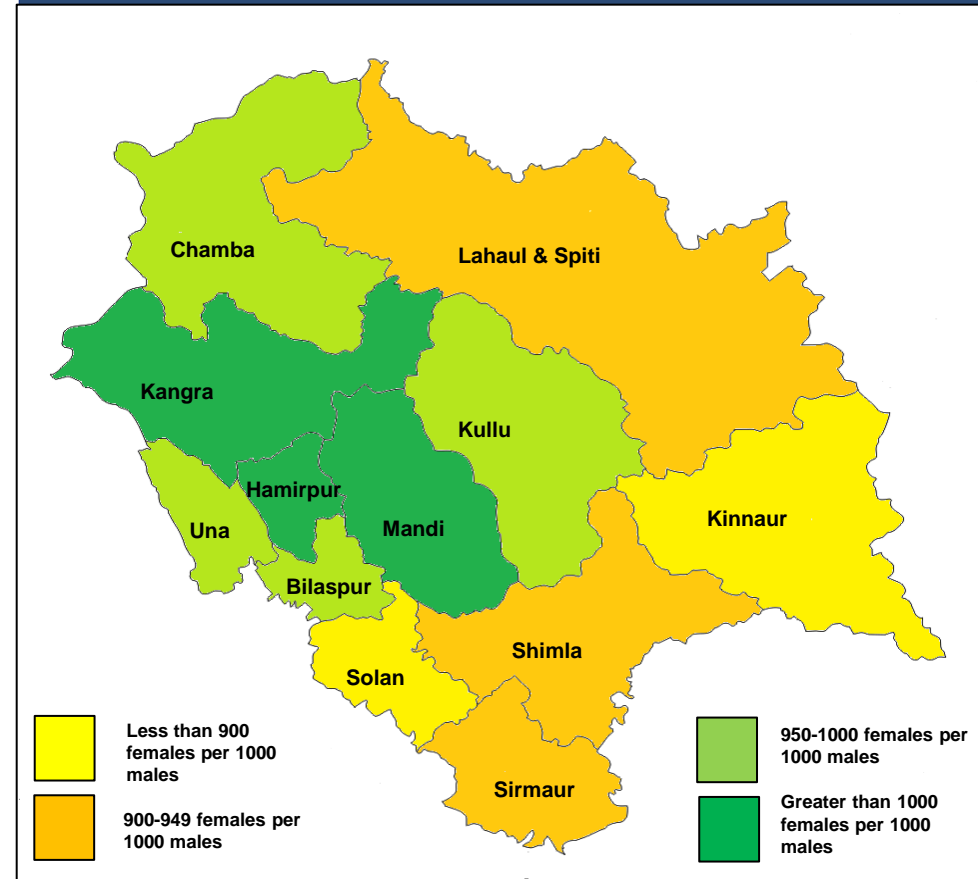 Chamba
Lahaul & Spiti
Kangra
Kullu
Hamirpur
Kinnaur
Una
Mandi
Bilaspur
Shimla
Solan
Sirmaur
Less than 900
females per 1000
males
900-949 females per
1000 males
950-1000 females per
1000 males
Greater than 1000
females per 1000
males